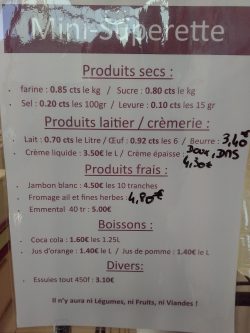 Mini-Superette
Produits secs :
- farine : 0.85 cts le kg / Sucre : 0.80 cts le kg
- Sel : 0.20 cts les 100gr / Levure : 0.10 les 15 gr
Produits laitier / crèmerie :
- Lait : 0.70 cts le Litre / Œuf : 0.92 cts les 6 / Beurre : 3,40€
- Crème liquide : 3.50€ le L / Crème épaisse :
4,30€
Produits frais :
- Jambon blanc : 4.50€ les 10 tranches
- Fromage ail et fines herbes 4,80€
- Emmental 40 tr : 5.00€
Boissons :
- Coca cola : 1.60€ les 1.25L
- Jus d'orange : 1.40€ le L / Jus de pomme : 1.40€ le L
Divers:
- Essuies tout 450f : 3.10€
Il n'y aura ni Légumes, ni Fruits, ni Viandes !